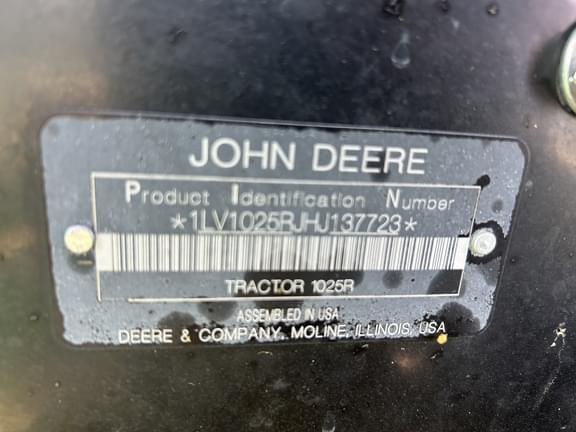 JOHN DEERE
Product Identification Number
*1LV1025RJHJ137723*
TRACTOR 1025R
ASSEMBLED IN USA
DEERE & COMPANY, MOLINE, ILLINOIS, USA